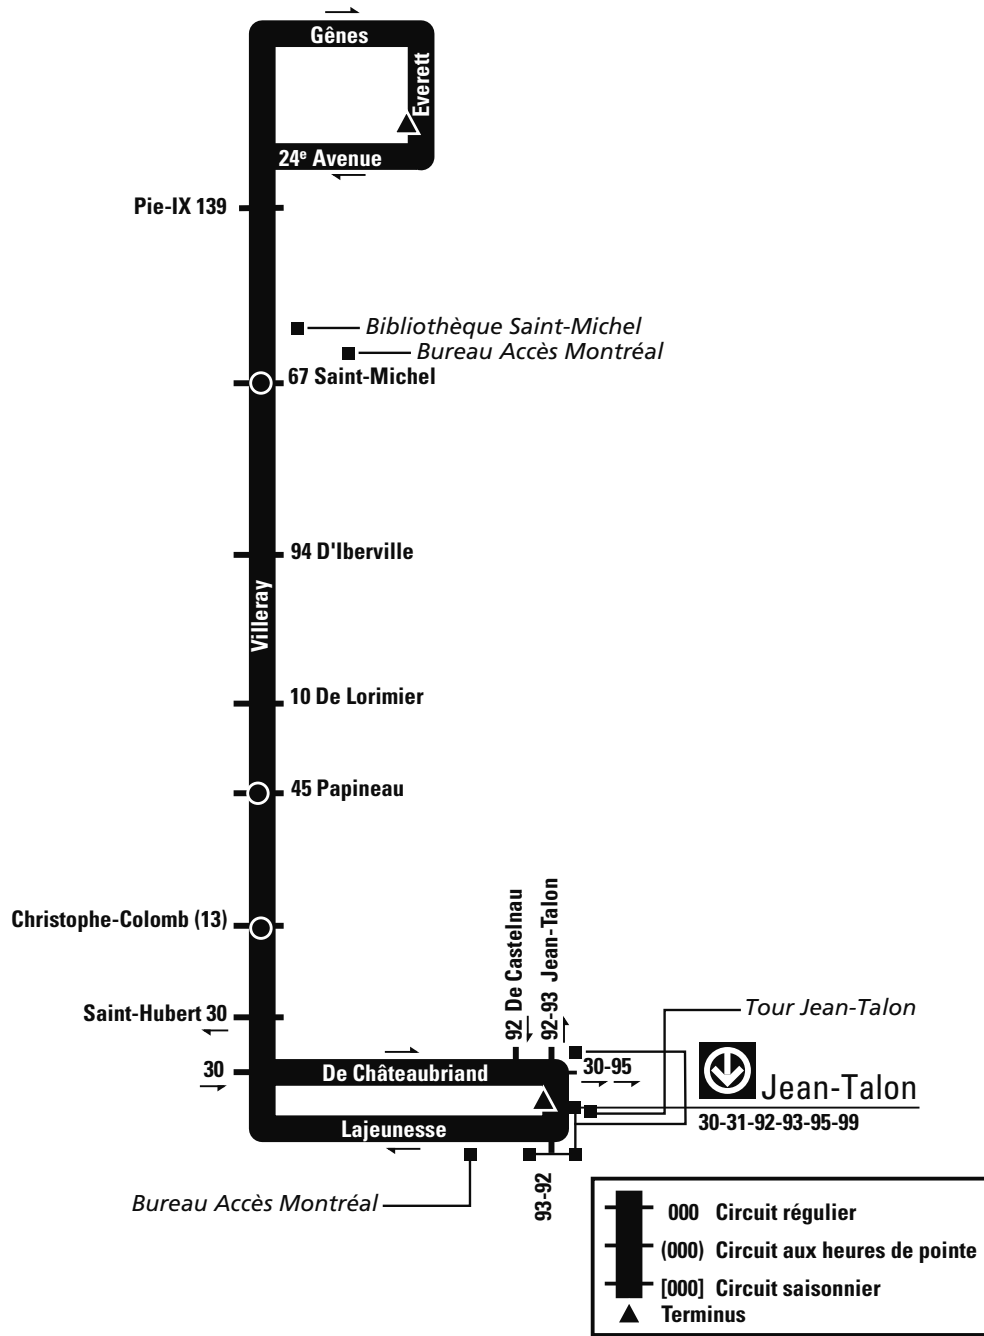 Gênes
Everett
24e Avenue
Pie-IX 139
Bibliothèque Saint-Michel
Bureau Accès Montréal
67 Saint-Michel
94 D'Iberville
Villeray
10 De Lorimier
45 Papineau
Christophe-Colomb (13)
92 De Castelnau
92-93 Jean-Talon
Saint-Hubert 30
Tour Jean-Talon
30
De Châteaubriand
30-95
Jean-Talon
30-31-92-93-95-99
Lajeunesse
93-92
Bureau Accès Montréal
000 Circuit régulier
(000) Circuit aux heures de pointe
[000] Circuit saisonnier
Terminus